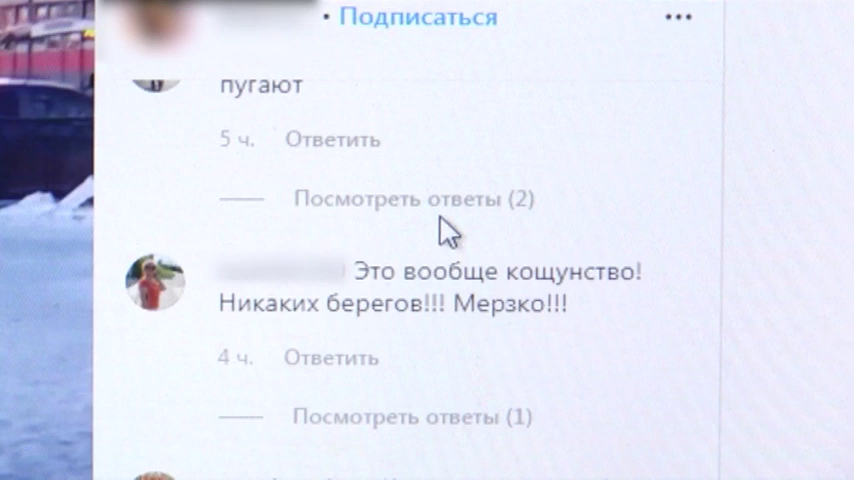 • Подписаться •••
пугают
5 ч. Ответить
Посмотреть ответы (2)
Это вообще кощунство!
Никаких берегов!!! Мерзко!!!
4 ч. Ответить
Посмотреть ответы (1)